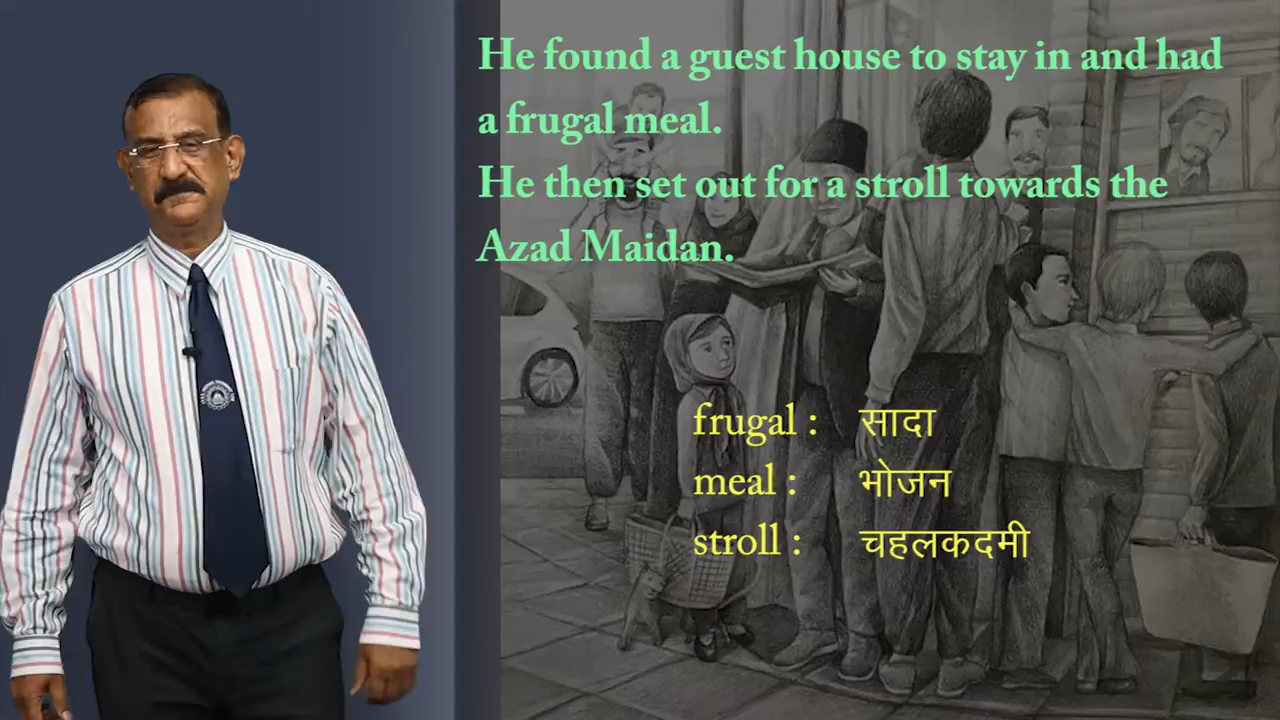 He found a guest house to stay in and had
a frugal meal.
He then set out for a stroll towards the
Azad Maidan.
frugal : सादा
meal : भोजन
stroll : चहलकदमी